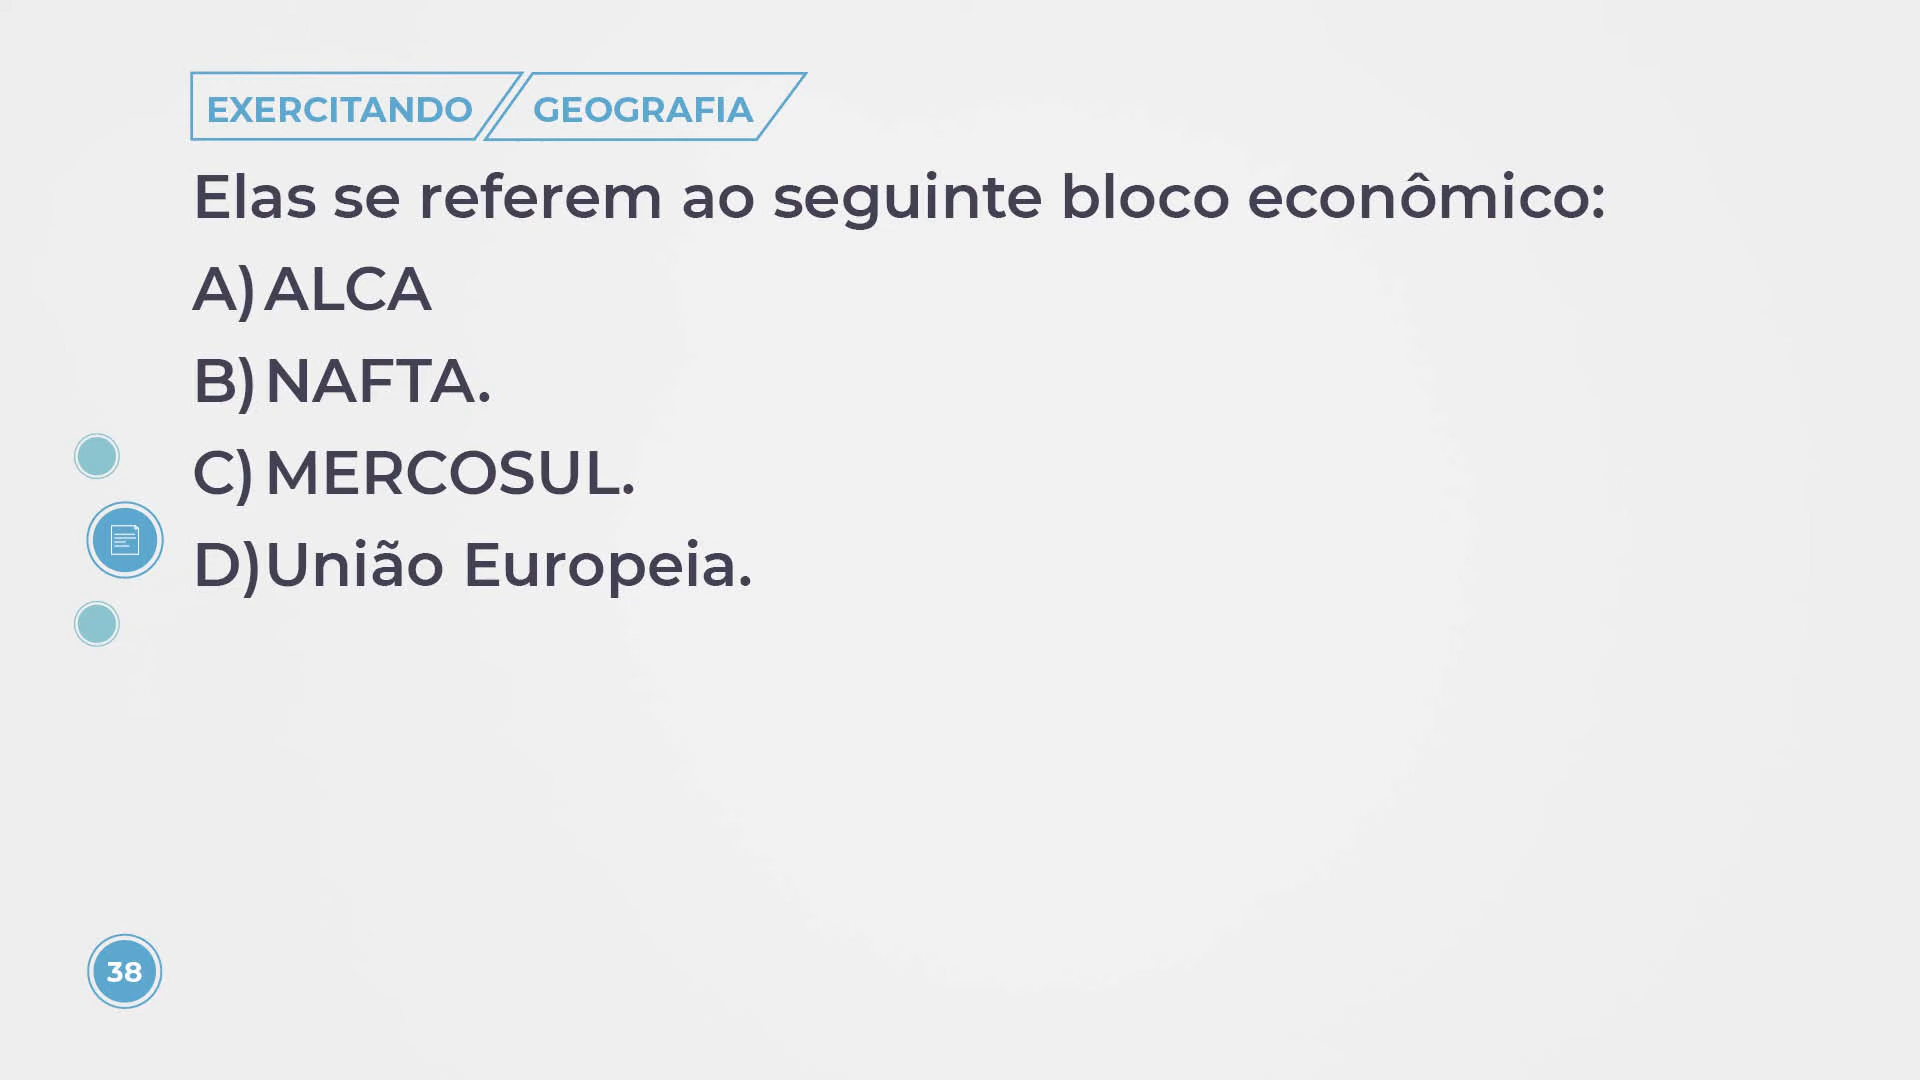 EXERCITANDO GEOGRAFIA
Elas se referem ao seguinte bloco econômico:
A) ALCA
B) NAFTA.
C) MERCOSUL.
D) União Europeia.
38